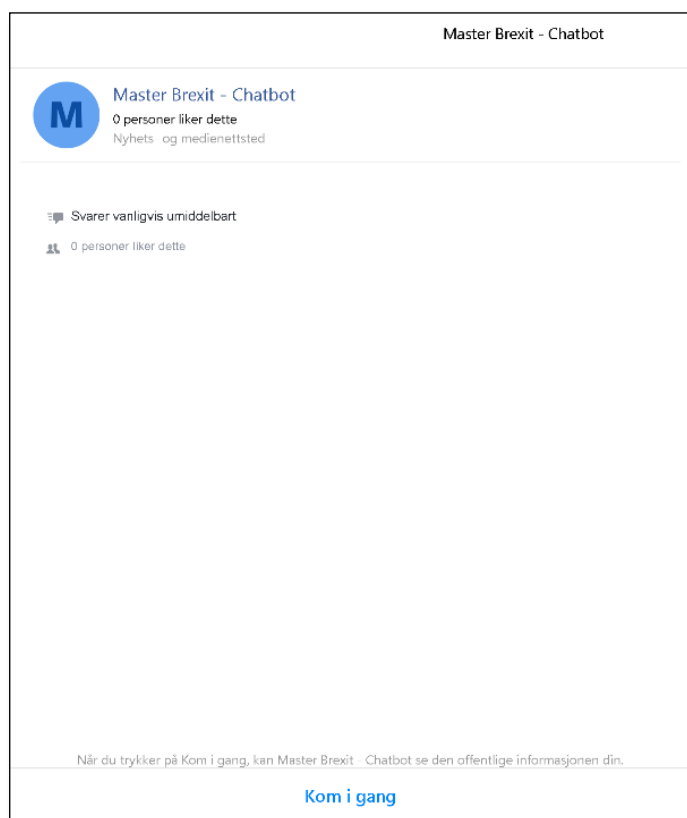 Master Brexit - Chatbot
M
Master Brexit - Chatbot
0 personer liker dette
Nyhets og medienettsted
Svarer vanligvis umiddelbart
0 personer liker dette
Når du trykker på Kom i gang, kan Master Brexit - Chatbot se den offentlige informasjonen din.
Kom i gang